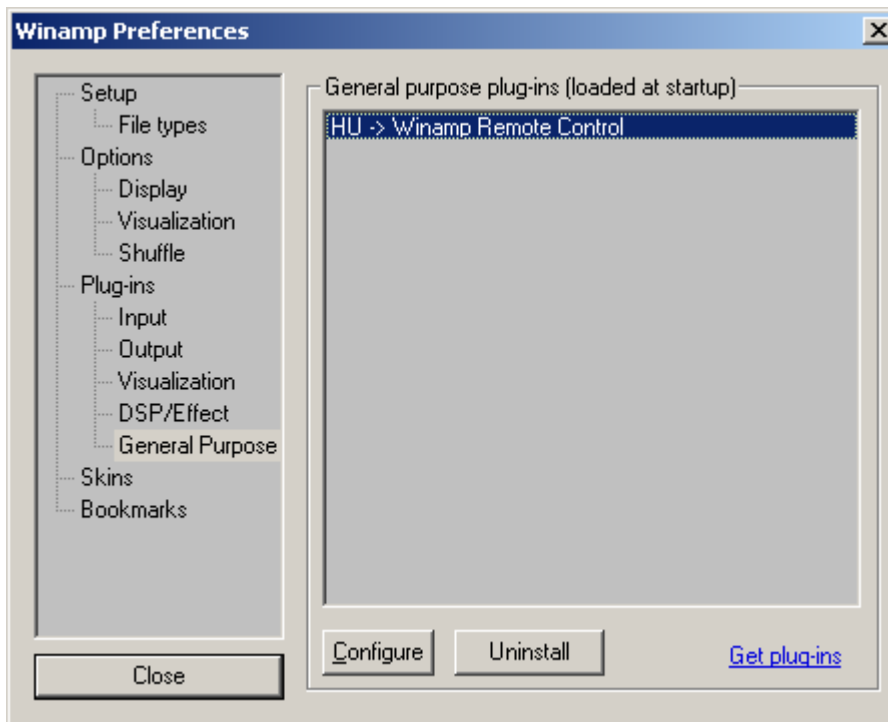 Winamp Preferences
Setup
File types
Options
Display
Visualization
Shuffle
Plug-ins
Input
Output
Visualization
DSP/Effect
General Purpose
Skins
Bookmarks
Close
General purpose plug-ins (loaded at startup)
HU -> Winamp Remote Control
Configure
Uninstall
Get plug-ins